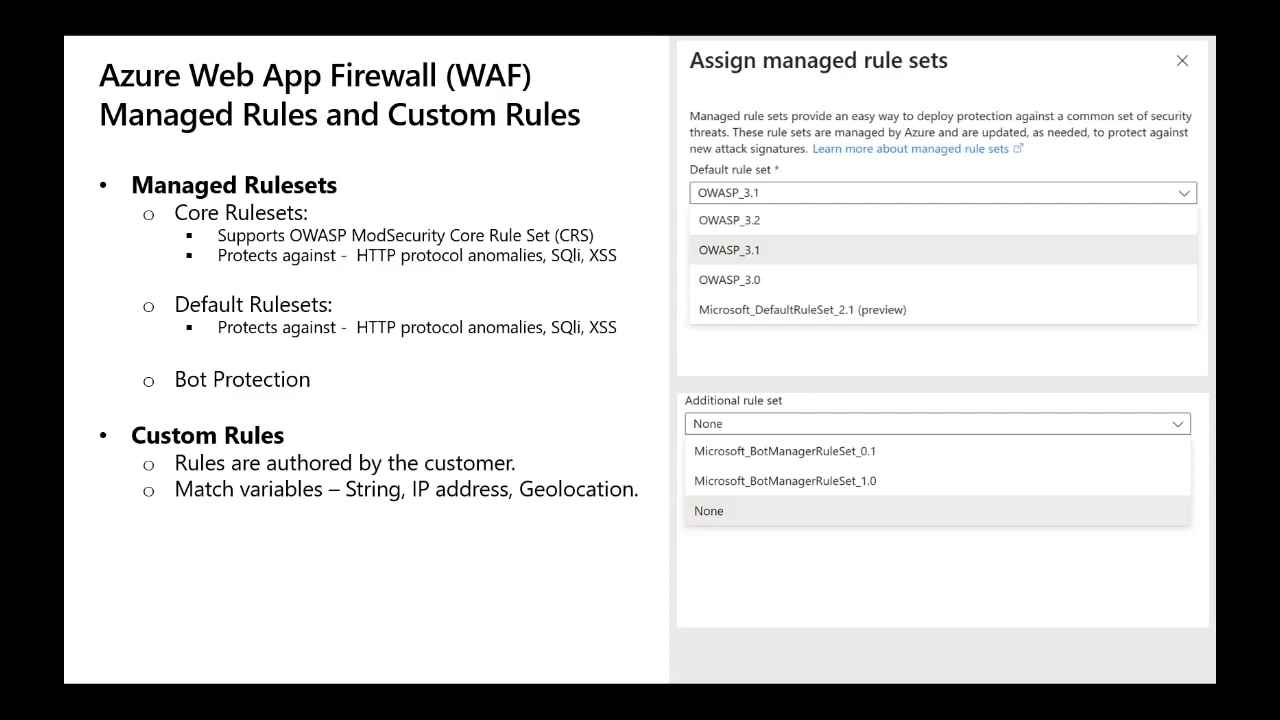 Azure Web App Firewall (WAF)
Managed Rules and Custom Rules
• Managed Rulesets
o Core Rulesets:
▪ Supports OWASP ModSecurity Core Rule Set (CRS)
▪ Protects against - HTTP protocol anomalies, SQli, XSS
o Default Rulesets:
▪ Protects against - HTTP protocol anomalies, SQli, XSS
o Bot Protection
• Custom Rules
o Rules are authored by the customer.
o Match variables – String, IP address, Geolocation.
Assign managed rule sets
Managed rule sets provide an easy way to deploy protection against a common set of security
threats. These rule sets are managed by Azure and are updated, as needed, to protect against
new attack signatures. Learn more about managed rule sets
Default rule set *
OWASP_3.1
OWASP_3.2
OWASP_3.1
OWASP_3.0
Microsoft_DefaultRuleSet_2.1 (preview)
Additional rule set
None
Microsoft_BotManagerRuleSet_0.1
Microsoft_BotManagerRuleSet_1.0
None